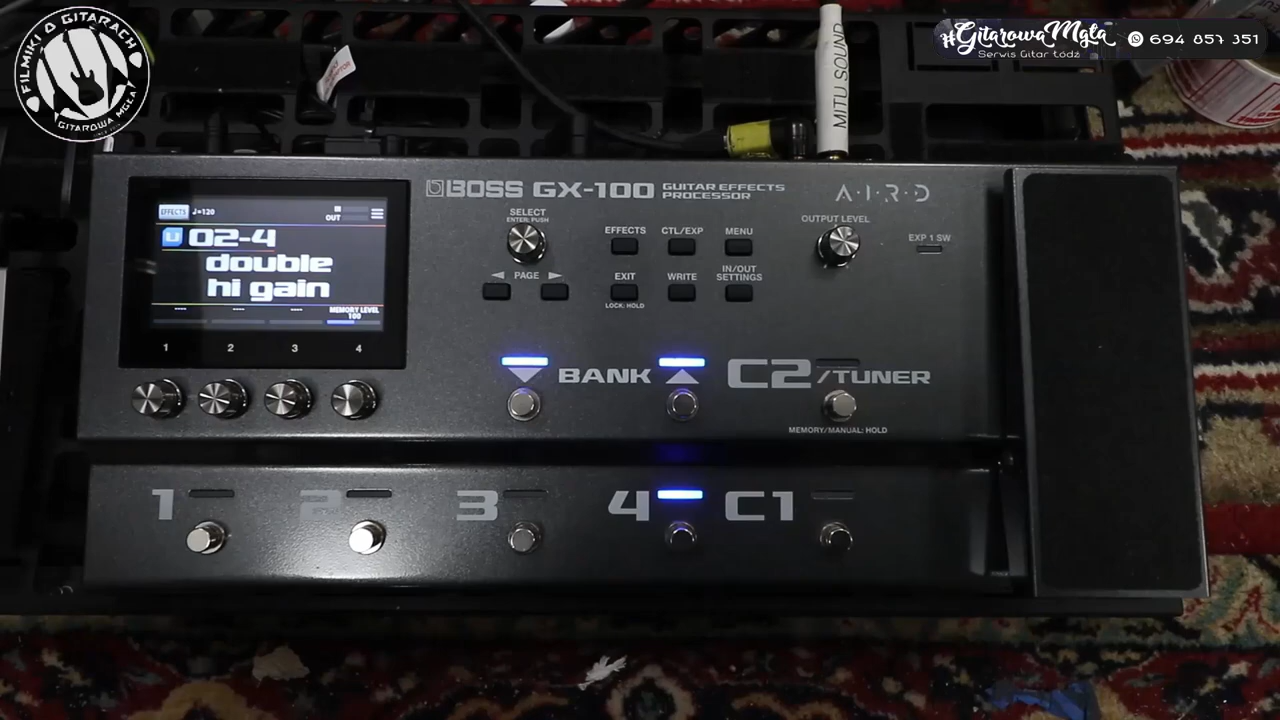 FILMIKI O GITARACH
GITAROWA MGŁA
#GitarowaMgła
694 857 351
Serwis Gitar Łódź
MITU SOUND
BOSS GX-100 GUITAR EFFECTS
PROCESSOR
A·I·R·D
EFFECTS ♩=120
IN
OUT
U 02-4
double
hi gain
---- ---- ---- MEMORY LEVEL
100
1 2 3 4
SELECT
ENTER: PUSH
EFFECTS CTL/EXP MENU
OUTPUT LEVEL
EXP 1 SW
◀ PAGE ▶
EXIT WRITE IN/OUT
SETTINGS
LOCK: HOLD
▼ BANK ▲ C2/TUNER
MEMORY/MANUAL: HOLD
1 2 3 4 C1